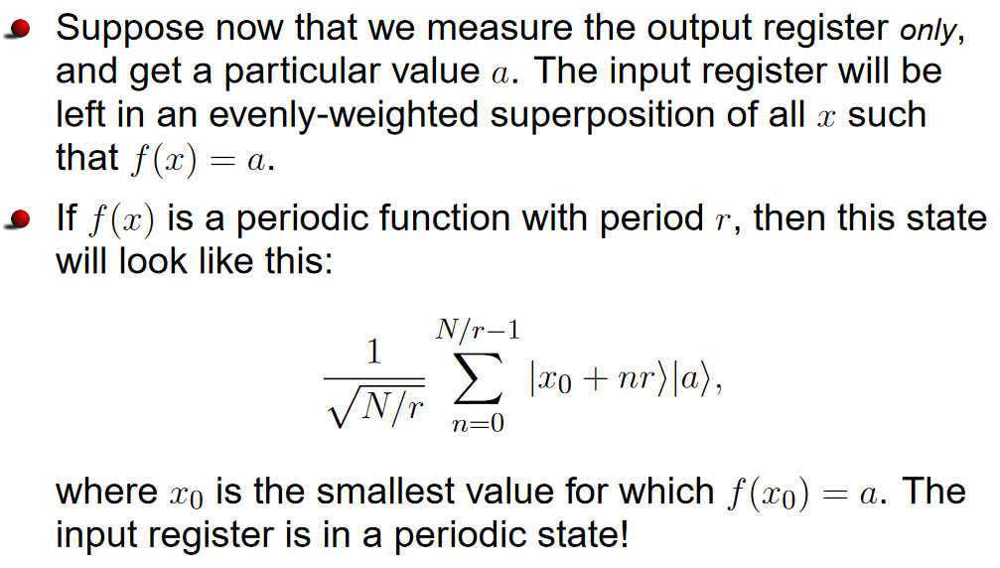 Suppose now that we measure the output register only,
and get a particular value a. The input register will be
left in an evenly-weighted superposition of all x such
that f(x) = a.
If f(x) is a periodic function with period r, then this state
will look like this:
$$\frac{1}{\sqrt{N/r}} \sum_{n=0}^{N/r-1} |x_0 + nr\rangle|a\rangle,$$
where x₀ is the smallest value for which f(x₀) = a. The
input register is in a periodic state!